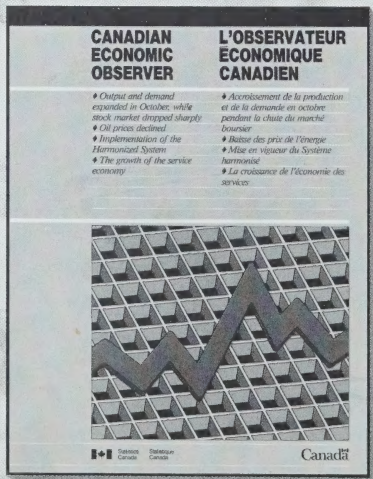 CANADIAN
ECONOMIC
OBSERVER
♦ Output and demand
expanded in October, while
stock market dropped sharply
♦ Oil prices declined
♦ Implementation of the
Harmonized System
♦ The growth of the service
economy
L'OBSERVATEUR
ÉCONOMIQUE
CANADIEN
♦ Accroissement de la production
et de la demande en octobre
pendant la chute du marché
boursier
♦ Baisse des prix de l'énergie
♦ Mise en vigueur du Système
harmonisé
♦ La croissance de l'économie des
services
Statistics
Canada
Statistique
Canada
Canada